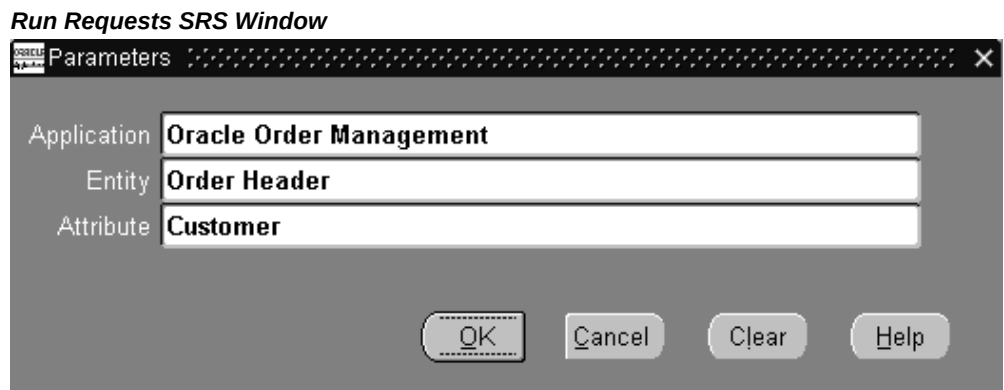 Run Requests SRS Window
Parameters
Application Oracle Order Management
Entity Order Header
Attribute Customer
OK Cancel Clear Help